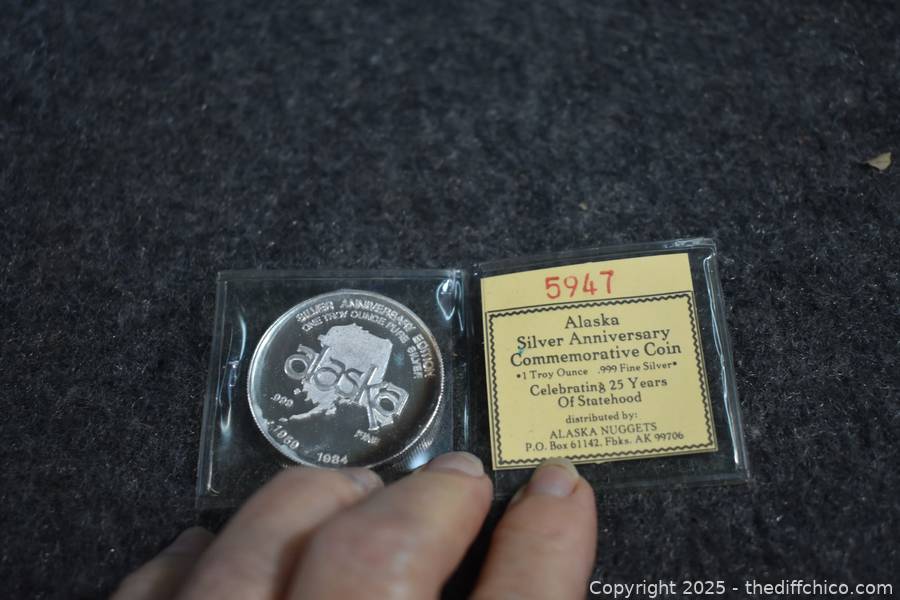 SILVER ANNIVERSARY EDITION
ONE TROY OUNCE PURE SILVER
alaska
.999
FINE
1959
1984
5947
Alaska
Silver Anniversary
Commemorative Coin
•1 Troy Ounce .999 Fine Silver•
Celebrating 25 Years
Of Statehood
distributed by:
ALASKA NUGGETS
P.O. Box 61142, Fbks. AK 99706
Copyright 2025 - thediffchico.com